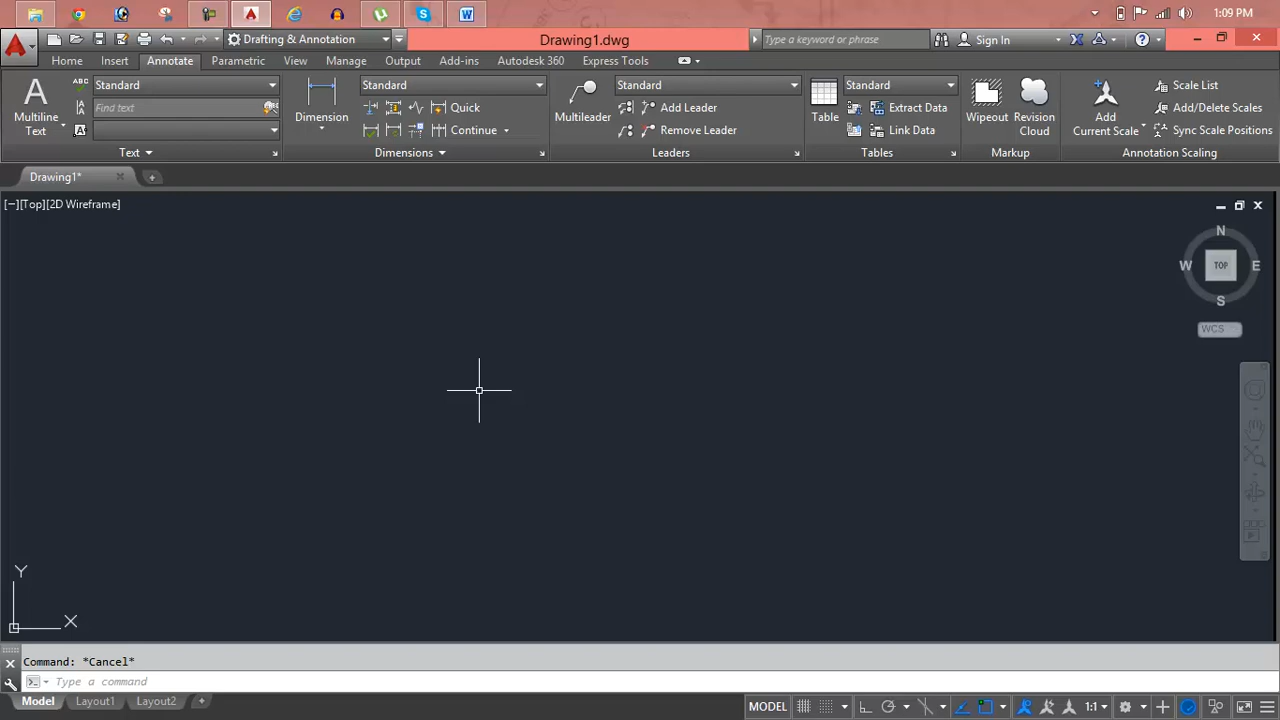 1:09 PM
Drafting & Annotation
Drawing1.dwg
Type a keyword or phrase
Sign In
Home Insert Annotate Parametric View Manage Output Add-ins Autodesk 360 Express Tools
Multiline Text
Standard
Find text
Text
Dimension
Standard
Quick
Continue
Dimensions
Multileader
Standard
Add Leader
Remove Leader
Leaders
Table
Standard
Extract Data
Link Data
Tables
Wipeout
Revision Cloud
Markup
Add Current Scale
Scale List
Add/Delete Scales
Sync Scale Positions
Annotation Scaling
Drawing1*
[−][Top][2D Wireframe]
N
W TOP E
S
WCS
Y
X
Command: *Cancel*
Type a command
Model Layout1 Layout2
MODEL 1:1